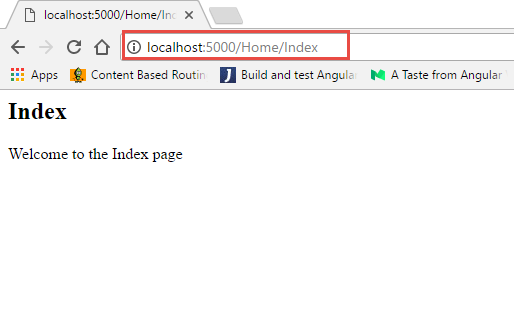 localhost:5000/Home/Ind
localhost:5000/Home/Index
Apps Content Based Routin Build and test Angular A Taste from Angular
Index
Welcome to the Index page